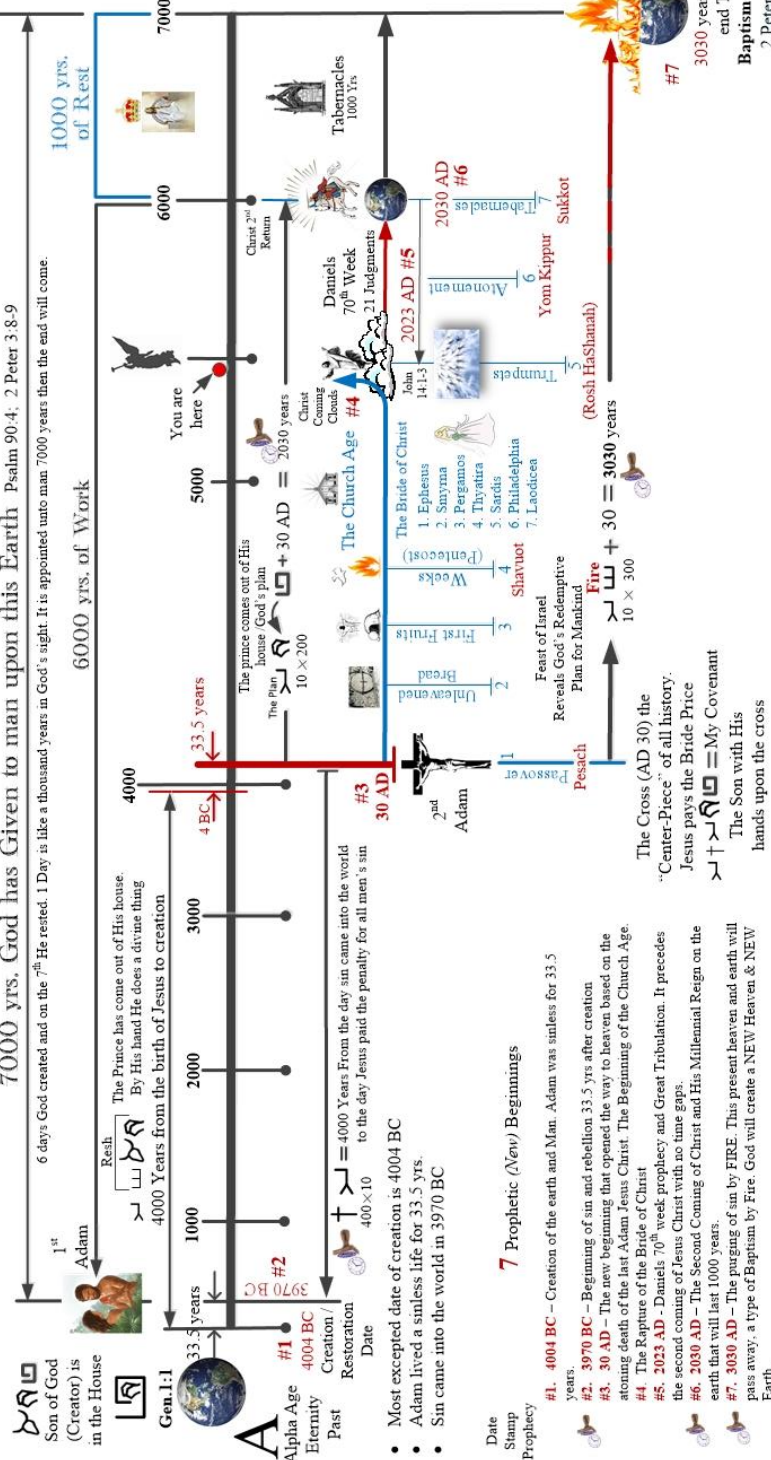 7000 yrs. God has Given to man upon this Earth Psalm 90:4; 2 Peter 3:8-9
6 days God created and on the 7th He rested. 1 Day is like a thousand years in God's sight. It is appointed unto man 7000 years then the end will come.
6000 yrs. of Work
1000 yrs.
of Rest
Son of God
(Creator) is
in the House
1st
Adam
Resh
The Prince has come out of His house.
By His hand He does a divine thing
4000 Years from the birth of Jesus to creation
Gen.1:1
33.5 years
1000
2000
3000
4000
5000
6000
7000
4 BC
33.5 years
You are
here
Christ 2nd
Return
Tabernacles
1000 Yrs
A
Alpha Age
Eternity
Past
#1
4004 BC
Creation /
Restoration
Date
#2
3970 BC
400×10
= 4000 Years From the day sin came into the world
to the day Jesus paid the penalty for all men's sin
The prince comes out of His
house /God's plan
The Plan
+ 30 AD = 2030 years
10 × 200
#3
30 AD
2nd
Adam
The Church Age
Christ
Coming
Clouds
#4
Daniels
70th Week
21 Judgments
2023 AD #5
2030 AD
#6
John
14:1-3
The Bride of Christ
1. Ephesus
2. Smyrna
3. Pergamos
4. Thyatira
5. Sardis
6. Philadelphia
7. Laodicea
1
Passover
Pesach
2
Unleavened
Bread
3
First Fruits
4
Weeks
(Pentecost)
Shavuot
5
Trumpets
(Rosh HaShanah)
6
Atonement
Yom Kippur
7
Tabernacles
Sukkot
Feast of Israel
Reveals God's Redemptive
Plan for Mankind
Fire
+ 30 = 3030 years
10 × 300
#7
3030
end
Baptism
2 Peter
• Most excepted date of creation is 4004 BC
• Adam lived a sinless life for 33.5 yrs.
• Sin came into the world in 3970 BC
The Cross (AD 30) the
"Center-Piece" of all history.
Jesus pays the Bride Price
=My Covenant
The Son with His
hands upon the cross
Date
Stamp
Prophecy
7 Prophetic (New) Beginnings
#1. 4004 BC – Creation of the earth and Man. Adam was sinless for 33.5
years.
#2. 3970 BC – Beginning of sin and rebellion 33.5 yrs after creation
#3. 30 AD – The new beginning that opened the way to heaven based on the
atoning death of the last Adam Jesus Christ. The Beginning of the Church Age.
#4. The Rapture of the Bride of Christ
#5. 2023 AD - Daniels 70th week prophecy and Great Tribulation. It precedes
the second coming of Jesus Christ with no time gaps.
#6. 2030 AD – The Second Coming of Christ and His Millennial Reign on the
earth that will last 1000 years.
#7. 3030 AD – The purging of sin by FIRE. This present heaven and earth will
pass away, a type of Baptism by Fire. God will create a NEW Heaven & NEW
Earth